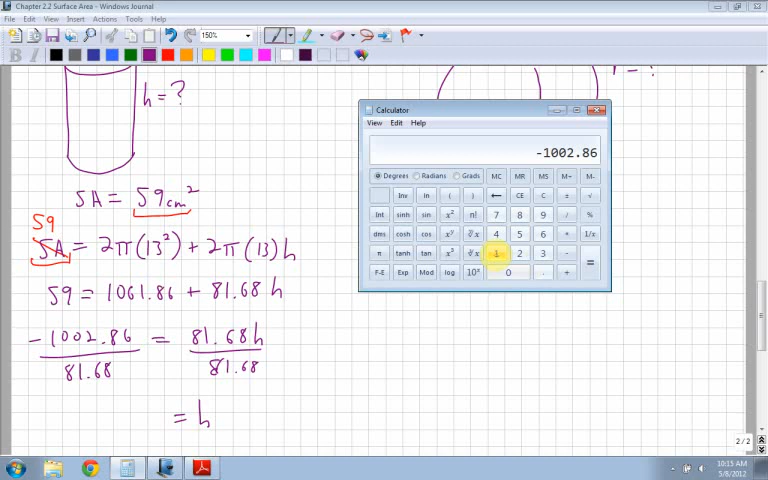 Chapter 2.2 Surface Area - Windows Journal
File Edit View Insert Actions Tools Help
150%
B I
h = ?
r = ?
SA = 59 cm²
59
SA = 2π(13²) + 2π(13)h
59 = 1061.86 + 81.68 h
-1002.86 = 81.68h
81.68 81.68
= h
Calculator
View Edit Help
-1002.86
Degrees Radians Grads MC MR MS M+ M-
Inv ln ( ) ← CE C ± √
Int sinh sin x² n! 7 8 9 / %
dms cosh cos xʸ ʸ√x 4 5 6 * 1/x
π tanh tan x³ ³√x 1 2 3 - =
F-E Exp Mod log 10ˣ 0 . +
2 / 2
10:15 AM
5/8/2012